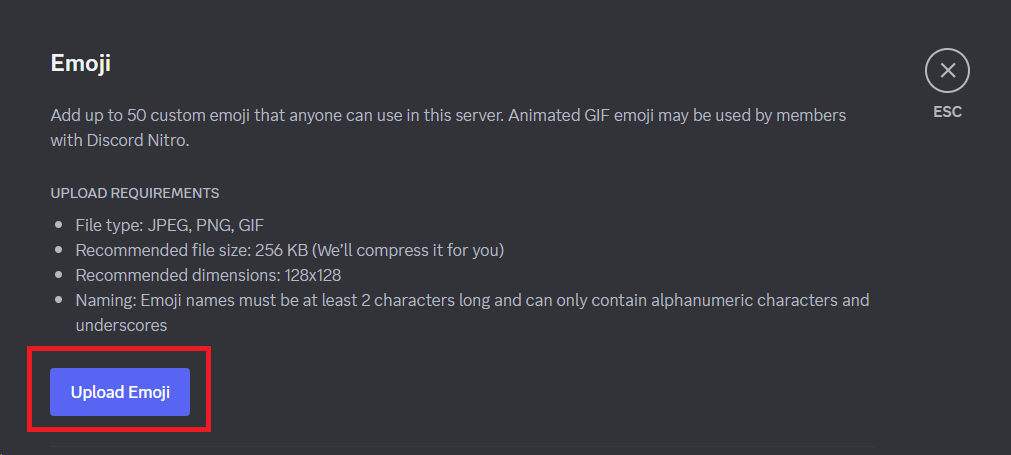 Emoji
ESC
Add up to 50 custom emoji that anyone can use in this server. Animated GIF emoji may be used by members
with Discord Nitro.
UPLOAD REQUIREMENTS
File type: JPEG, PNG, GIF
Recommended file size: 256 KB (We'll compress it for you)
Recommended dimensions: 128x128
Naming: Emoji names must be at least 2 characters long and can only contain alphanumeric characters and
underscores
Upload Emoji